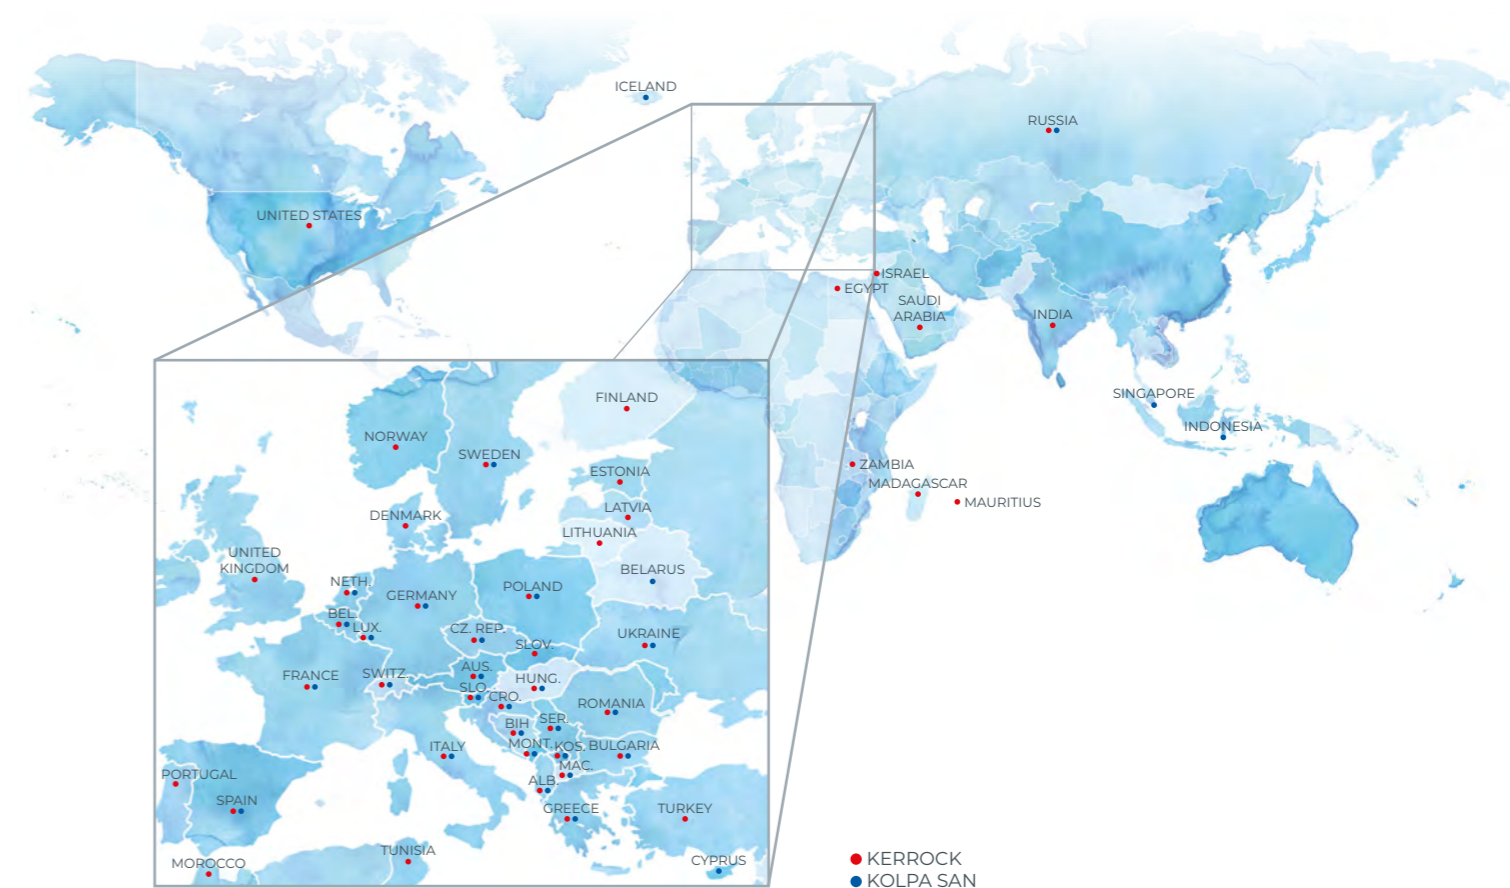 ICELAND
RUSSIA
UNITED STATES
ISRAEL
EGYPT
SAUDI
ARABIA
INDIA
SINGAPORE
INDONESIA
ZAMBIA
MADAGASCAR
MAURITIUS
FINLAND
NORWAY
SWEDEN
ESTONIA
LATVIA
DENMARK
LITHUANIA
UNITED
KINGDOM
BELARUS
NETH.
GERMANY
POLAND
BEL.
LUX.
CZ. REP.
UKRAINE
SLOV.
FRANCE
SWITZ.
AUS.
HUNG.
SLO.
CRO.
ROMANIA
BIH
SER.
ITALY
MONT.
KOS.
BULGARIA
MAC.
PORTUGAL
ALB.
SPAIN
GREECE
TURKEY
TUNISIA
MOROCCO
CYPRUS
KERROCK
KOLPA SAN